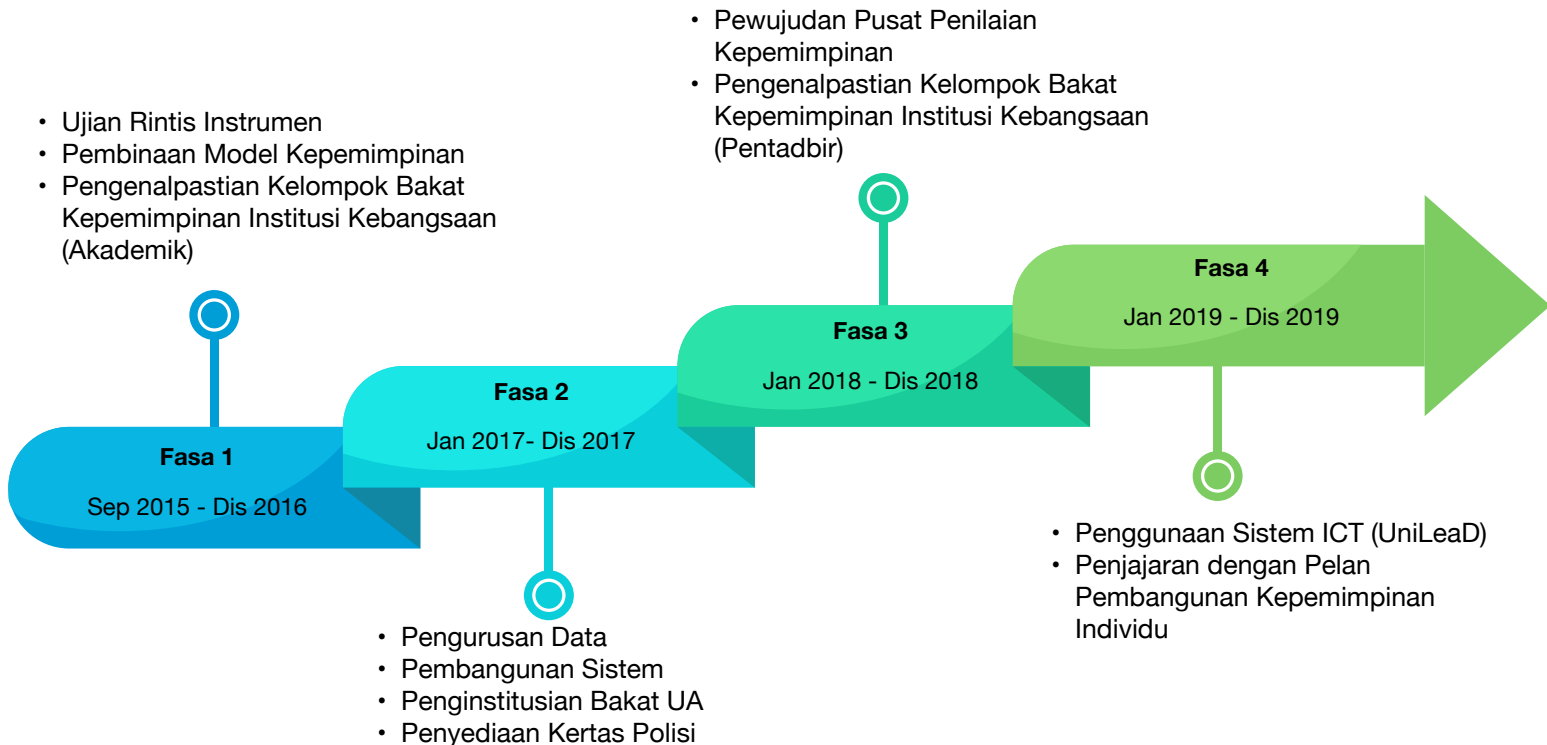 • Ujian Rintis Instrumen
• Pembinaan Model Kepemimpinan
• Pengenalpastian Kelompok Bakat
Kepemimpinan Institusi Kebangsaan
(Akademik)
Fasa 1
Sep 2015 - Dis 2016
Fasa 2
Jan 2017- Dis 2017
• Pengurusan Data
• Pembangunan Sistem
• Penginstitusian Bakat UA
• Penyediaan Kertas Polisi
• Pewujudan Pusat Penilaian
Kepemimpinan
• Pengenalpastian Kelompok Bakat
Kepemimpinan Institusi Kebangsaan
(Pentadbir)
Fasa 3
Jan 2018 - Dis 2018
Fasa 4
Jan 2019 - Dis 2019
• Penggunaan Sistem ICT (UniLeaD)
• Penjajaran dengan Pelan
Pembangunan Kepemimpinan
Individu